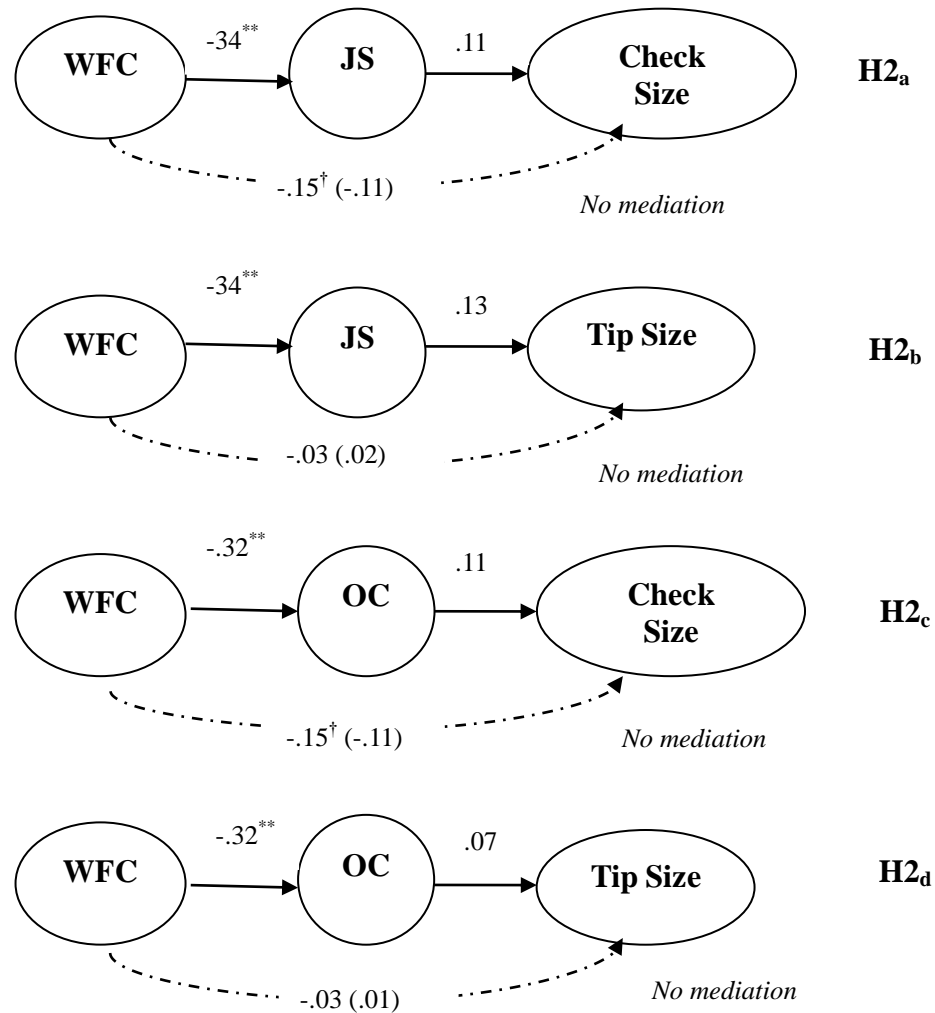 -34**
.11
WFC
JS
Check
Size
H2a
-.15† (-.11)
No mediation
-34**
.13
WFC
JS
Tip Size
H2b
-.03 (.02)
No mediation
-.32**
.11
WFC
OC
Check
Size
H2c
-.15† (-.11)
No mediation
-.32**
.07
WFC
OC
Tip Size
H2d
-.03 (.01)
No mediation